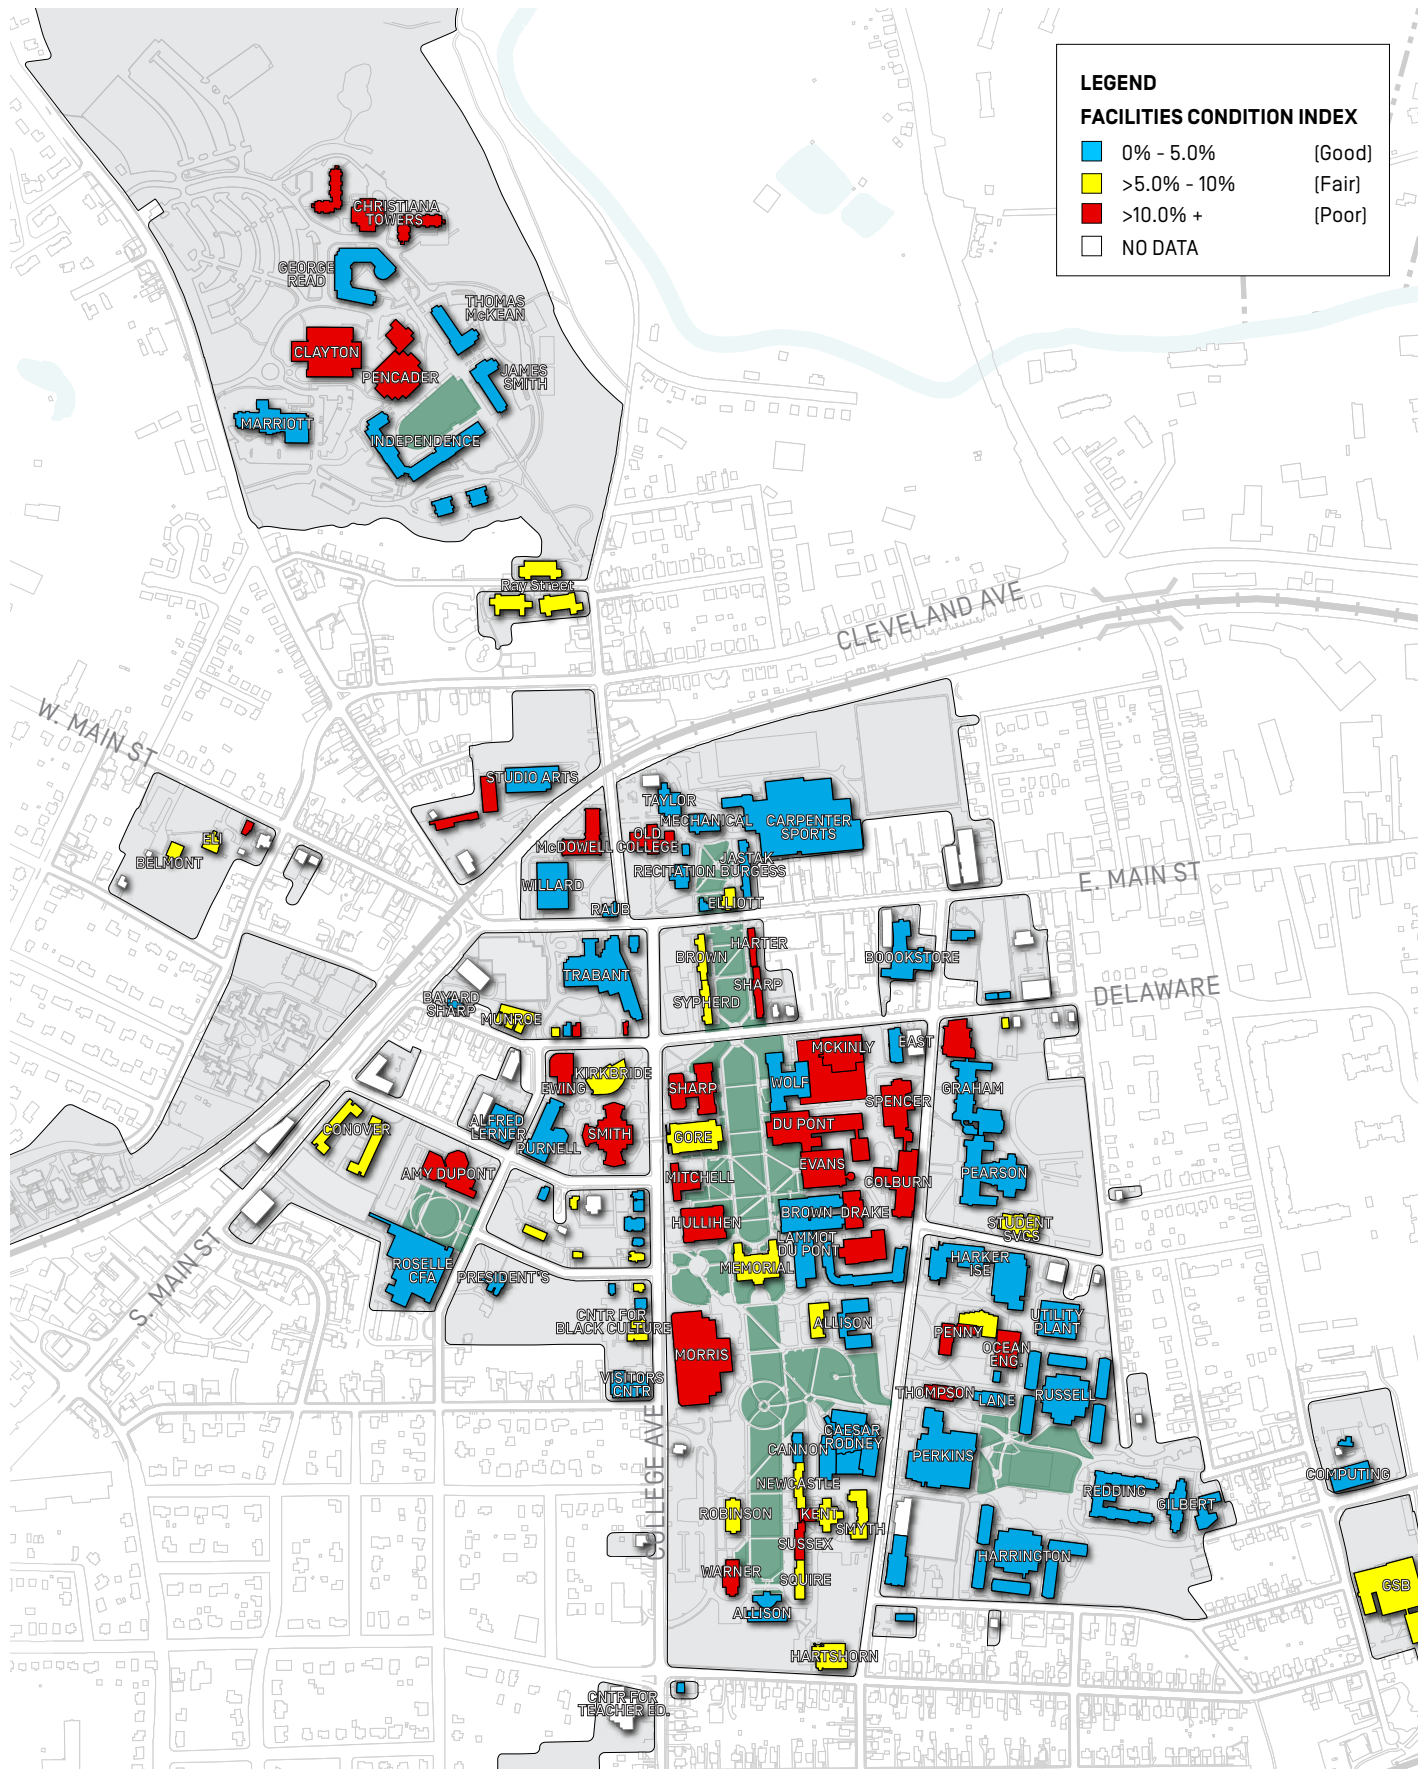 LEGEND
FACILITIES CONDITION INDEX
0% - 5.0% (Good)
>5.0% - 10% (Fair)
>10.0% + (Poor)
NO DATA
CHRISTIANA
TOWERS
GEORGE
READ
THOMAS
McKEAN
CLAYTON
PENCADER
JAMES
SMITH
MARRIOTT
INDEPENDENCE
Ray Street
CLEVELAND AVE
W. MAIN ST
STUDIO ARTS
TAYLOR
MECHANICAL
CARPENTER
SPORTS
OLD
COLLEGE
McDOWELL
JASTAK
BURGESS
RECITATION
ELI
BELMONT
WILLARD
RAUB
ELLIOTT
E. MAIN ST
BROWN
HARTER
BOOOKSTORE
TRABANT
SHARP
SYPHERD
BAYARD
SHARP
MUNROE
DELAWARE
MCKINLY
EAST
KIRKBRIDE
EWING
SHARP
WOLF
GRAHAM
SPENCER
ALFRED
LERNER
PURNELL
SMITH
GORE
DU PONT
CONOVER
AMY DUPONT
MITCHELL
EVANS
COLBURN
PEARSON
HULLIHEN
BROWN
DRAKE
STUDENT
SVCS
LAMMOT
DU PONT
MEMORIAL
HARKER
ISE
ROSELLE
CFA
PRESIDENT'S
S. MAIN ST
CNTR FOR
BLACK CULTURE
ALLISON
UTILITY
PLANT
PENNY
OCEAN
ENG.
MORRIS
VISITORS
CNTR
THOMPSON
LANE
RUSSELL
COLLEGE AVE
CAESAR
RODNEY
CANNON
PERKINS
NEWCASTLE
REDDING
GILBERT
COMPUTING
ROBINSON
KENT
SMYTH
SUSSEX
HARRINGTON
WARNER
SQUIRE
GSB
ALLISON
HARTSHORN
CNTR FOR
TEACHER ED.